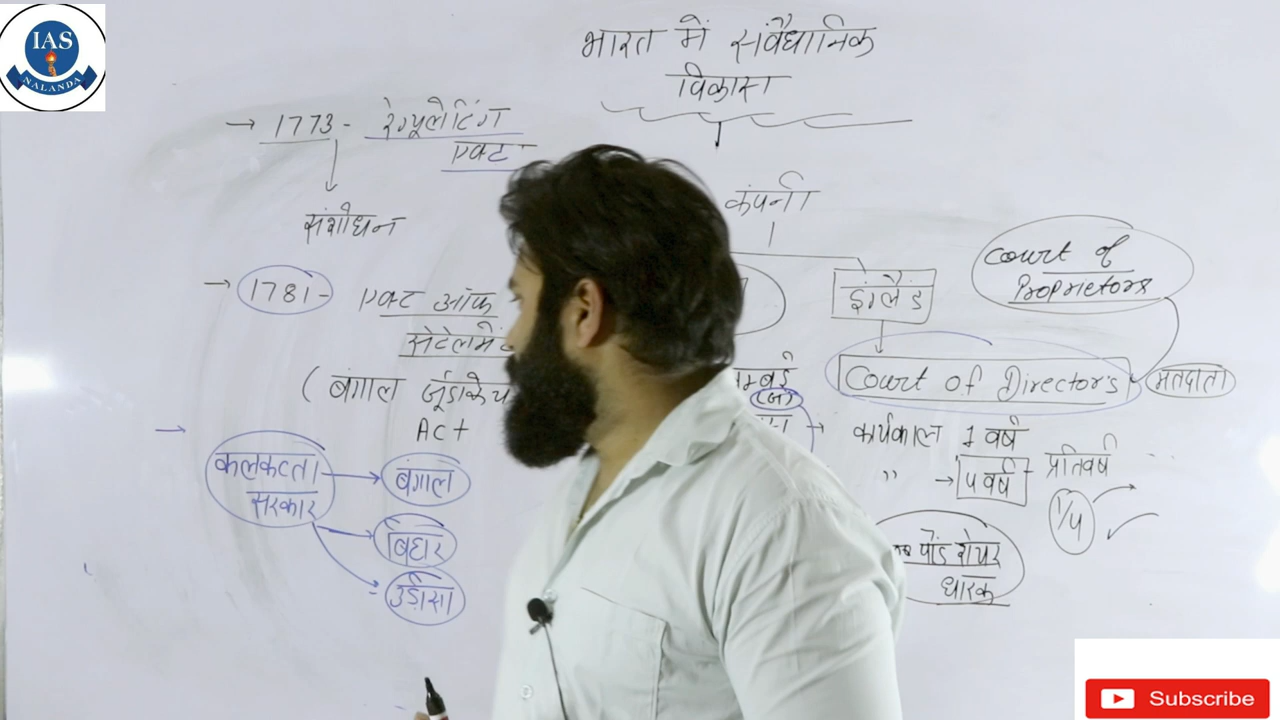 IAS
NALANDA
भारत में संवैधानिक
विकास
→ 1773 - रेग्यूलेटिंग
एक्ट
संशोधन
→ 1781 - एक्ट ऑफ
सेटेलमें
( बंगाल
Act
→ कलकत्ता
सरकार
बंगाल
बिहार
उड़ीसा
कंपनी
इंग्लैंड
Court of
Proprietors
Court of Directors
मतदाता
→ कार्यकाल 1 वर्ष
" → 4 वर्ष
प्रतिवर्ष
1/4
पौंड शेयर
धारक
Subscribe